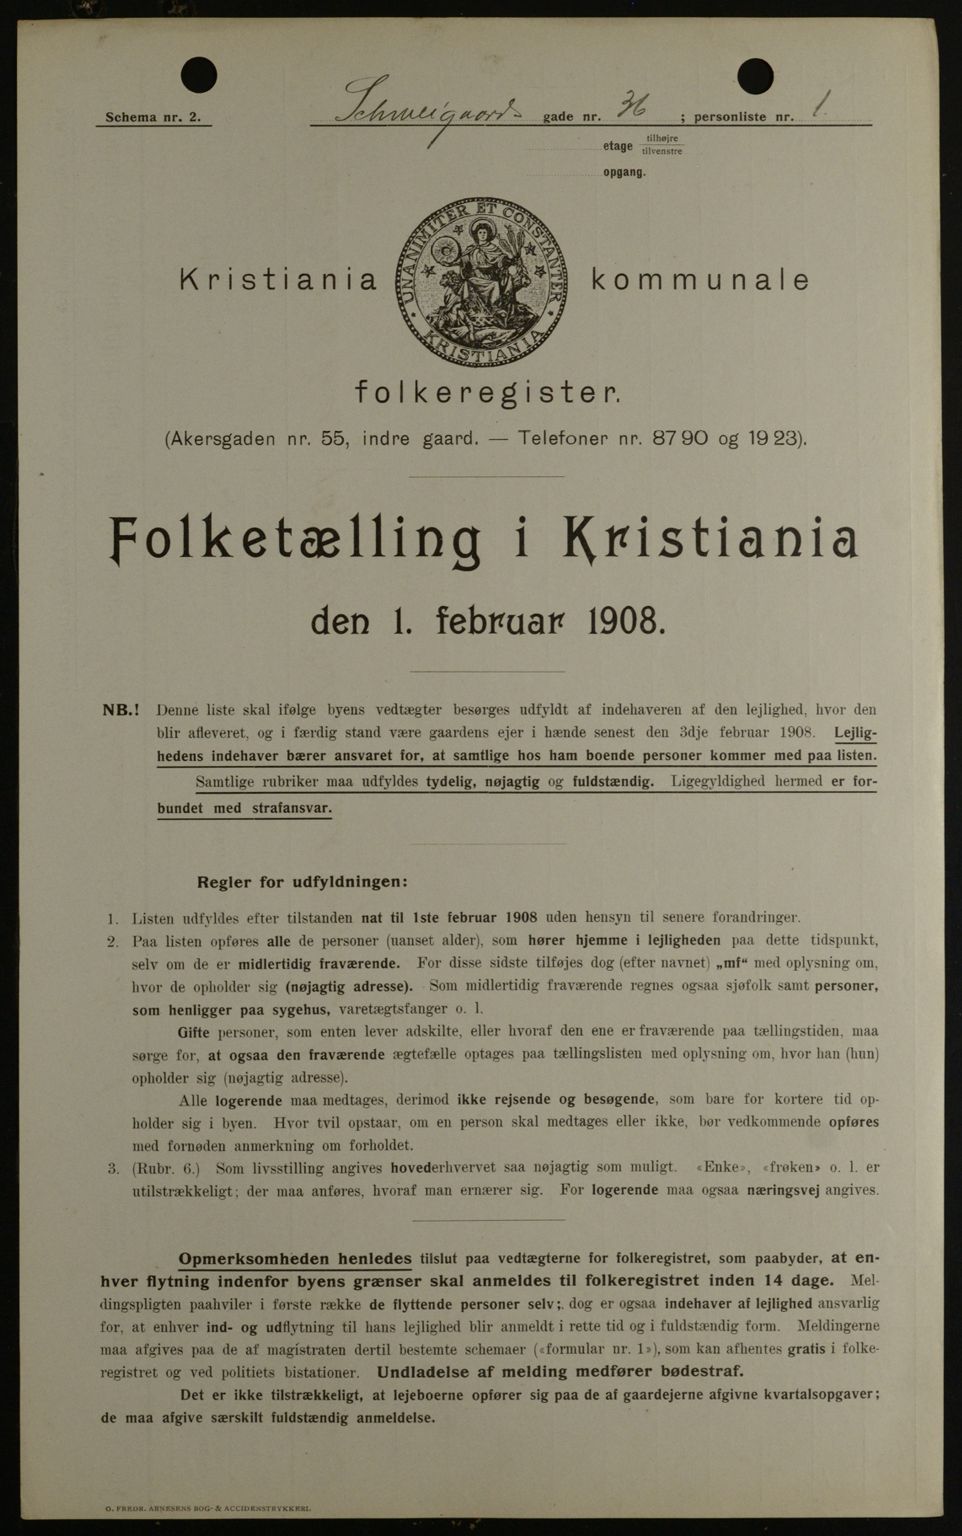 Schema nr. 2.
Schweigaards gade nr. 36 ; personliste nr. 1
etage tilhøjre
tilvenstre
opgang.
UNANIMITER ET CONSTANTER
KRISTIANIA
Kristiania kommunale
folkeregister.
(Akersgaden nr. 55, indre gaard. — Telefoner nr. 8790 og 1923).
Folketælling i Kristiania
den 1. februar 1908.
NB.! Denne liste skal ifølge byens vedtægter besørges udfyldt af indehaveren af den lejlighed, hvor den
blir afleveret, og i færdig stand være gaardens ejer i hænde senest den 3dje februar 1908. Lejlig-
hedens indehaver bærer ansvaret for, at samtlige hos ham boende personer kommer med paa listen.
Samtlige rubriker maa udfyldes tydelig, nøjagtig og fuldstændig. Ligegyldighed hermed er for-
bundet med strafansvar.
Regler for udfyldningen:
1. Listen udfyldes efter tilstanden nat til 1ste februar 1908 uden hensyn til senere forandringer.
2. Paa listen opføres alle de personer (uanset alder), som hører hjemme i lejligheden paa dette tidspunkt,
selv om de er midlertidig fraværende. For disse sidste tilføjes dog (efter navnet) „mf“ med oplysning om,
hvor de opholder sig (nøjagtig adresse). Som midlertidig fraværende regnes ogsaa sjøfolk samt personer,
som henligger paa sygehus, varetægtsfanger o. l.
Gifte personer, som enten lever adskilte, eller hvoraf den ene er fraværende paa tællingstiden, maa
sørge for, at ogsaa den fraværende ægtefælle optages paa tællingslisten med oplysning om, hvor han (hun)
opholder sig (nøjagtig adresse).
Alle logerende maa medtages, derimod ikke rejsende og besøgende, som bare for kortere tid op-
holder sig i byen. Hvor tvil opstaar, om en person skal medtages eller ikke, bør vedkommende opføres
med fornøden anmerkning om forholdet.
3. (Rubr. 6.) Som livsstilling angives hovederhvervet saa nøjagtig som muligt. «Enke», «frøken» o. l. er
utilstrækkeligt; der maa anføres, hvoraf man ernærer sig. For logerende maa ogsaa næringsvej angives.
Opmerksomheden henledes tilslut paa vedtægterne for folkeregistret, som paabyder, at en-
hver flytning indenfor byens grænser skal anmeldes til folkeregistret inden 14 dage. Mel-
dingspligten paahviler i første række de flyttende personer selv; dog er ogsaa indehaver af lejlighed ansvarlig
for, at enhver ind- og udflytning til hans lejlighed blir anmeldt i rette tid og i fuldstændig form. Meldingerne
maa afgives paa de af magistraten dertil bestemte schemaer («formular nr. 1»), som kan afhentes gratis i folke-
registret og ved politiets bistationer. Undladelse af melding medfører bødestraf.
Det er ikke tilstrækkeligt, at lejeboerne opfører sig paa de af gaardejerne afgivne kvartalsopgaver;
de maa afgive særskilt fuldstændig anmeldelse.
O. FREDR. ARNESENS BOG- & ACCIDENSTRYKKERI.